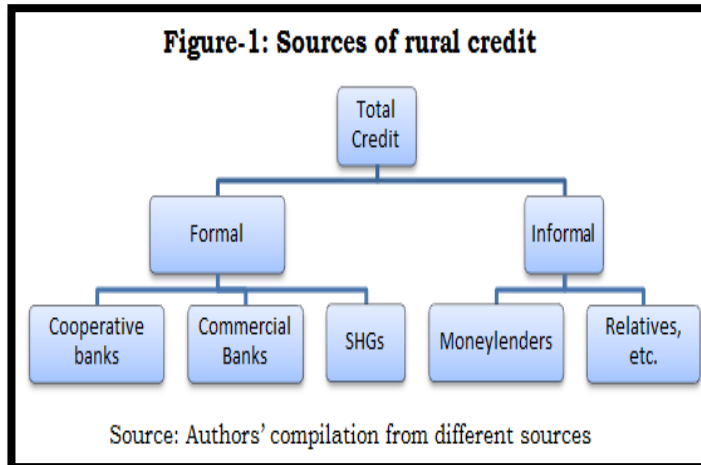 Figure-1: Sources of rural credit
Total
Credit
Formal
Informal
Cooperative
banks
Commercial
Banks
SHGs
Moneylenders
Relatives,
etc.
Source: Authors' compilation from different sources